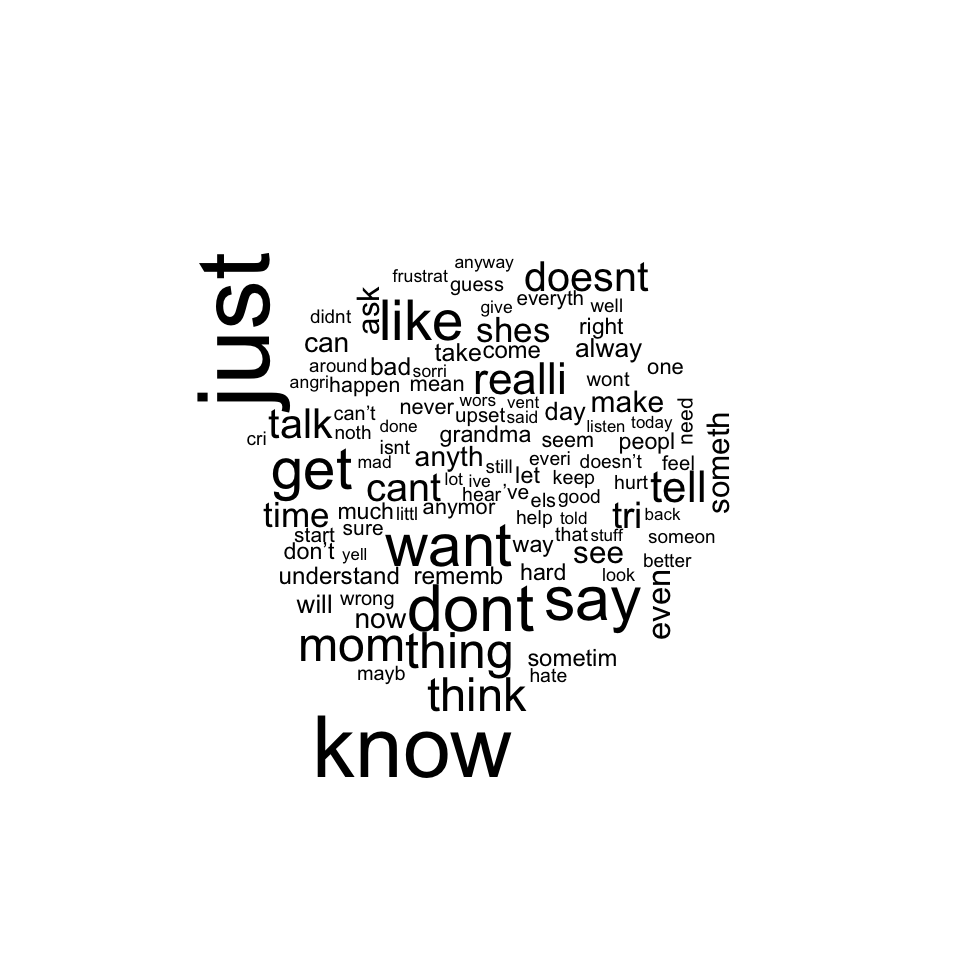 just
anyway
frustrat
guess
doesnt
ask
like
give
everyth
well
didnt
shes
right
can
take
come
alway
around
bad
sorri
one
angri
happen
mean
realli
wont
talk
can't
never
wors
vent
day
make
need
cri
noth
done
upset
said
listen
today
grandma
seem
peopl
someth
isnt
get
mad
anyth
still
everi
doesn't
feel
cant
lot
ive
let
keep
hurt
tell
hear
've
els
good
time
much
littl
anymor
help
told
tri
back
start
sure
want
way
that
stuff
someon
don't
yell
see
better
understand
rememb
hard
look
will
wrong
now
dont
say
even
mom
thing
sometim
mayb
hate
think
know